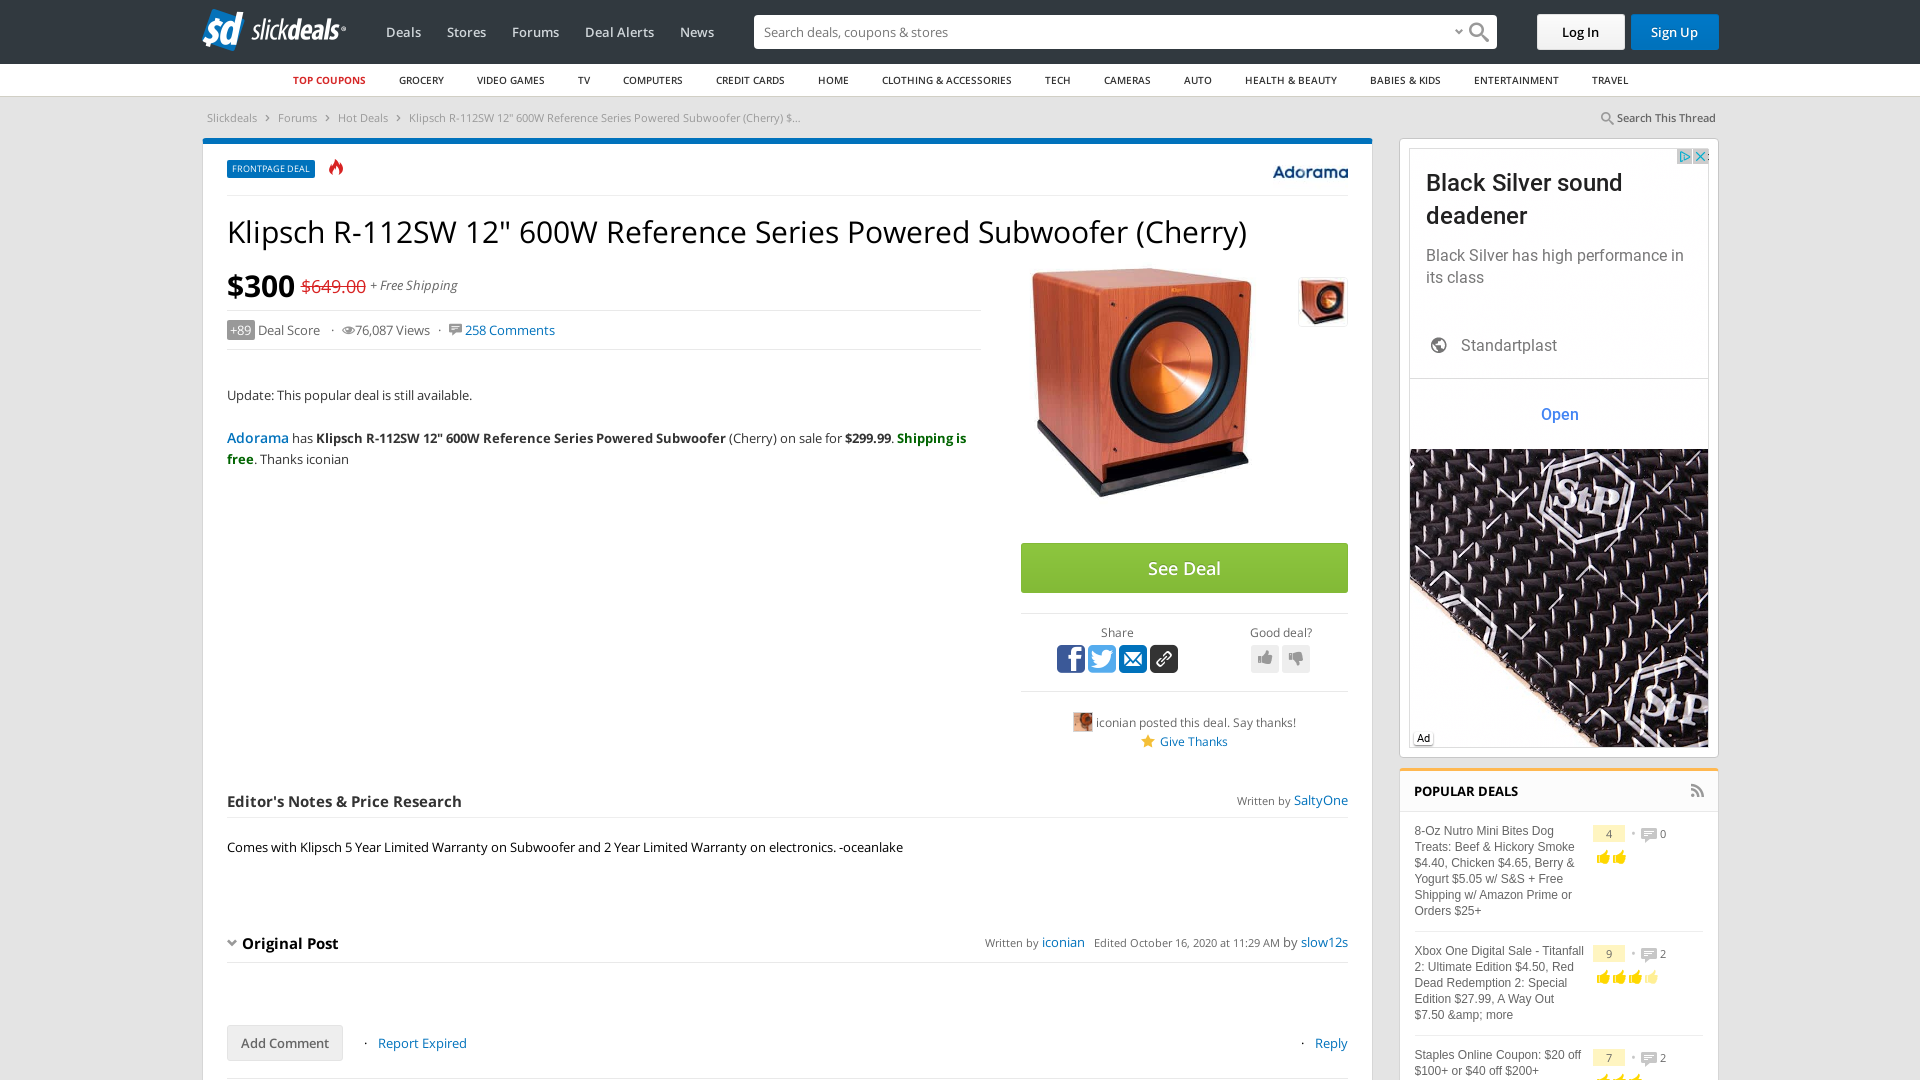 slickdeals
Deals
Stores
Forums
Deal Alerts
News
Search deals, coupons & stores
Log In
Sign Up
TOP COUPONS
GROCERY
VIDEO GAMES
TV
COMPUTERS
CREDIT CARDS
HOME
CLOTHING & ACCESSORIES
TECH
CAMERAS
AUTO
HEALTH & BEAUTY
BABIES & KIDS
ENTERTAINMENT
TRAVEL
Slickdeals > Forums > Hot Deals > Klipsch R-112SW 12" 600W Reference Series Powered Subwoofer (Cherry) $...
Search This Thread
FRONTPAGE DEAL
Adorama
Klipsch R-112SW 12" 600W Reference Series Powered Subwoofer (Cherry)
$300 $649.00 + Free Shipping
+89 Deal Score · 76,087 Views · 258 Comments
Update: This popular deal is still available.
Adorama has Klipsch R-112SW 12" 600W Reference Series Powered Subwoofer (Cherry) on sale for $299.99. Shipping is
free. Thanks iconian
See Deal
Share
Good deal?
iconian posted this deal. Say thanks!
Give Thanks
Editor's Notes & Price Research
Written by SaltyOne
Comes with Klipsch 5 Year Limited Warranty on Subwoofer and 2 Year Limited Warranty on electronics. -oceanlake
Original Post
Written by iconian Edited October 16, 2020 at 11:29 AM by slow12s
Add Comment · Report Expired
· Reply
Black Silver sound
deadener
Black Silver has high performance in
its class
Standartplast
Open
StP
StP
Ad
POPULAR DEALS
8-Oz Nutro Mini Bites Dog
Treats: Beef & Hickory Smoke
$4.40, Chicken $4.65, Berry &
Yogurt $5.05 w/ S&S + Free
Shipping w/ Amazon Prime or
Orders $25+
4 • 0
Xbox One Digital Sale - Titanfall
2: Ultimate Edition $4.50, Red
Dead Redemption 2: Special
Edition $27.99, A Way Out
$7.50 &amp; more
9 • 2
Staples Online Coupon: $20 off
$100+ or $40 off $200+
7 • 2